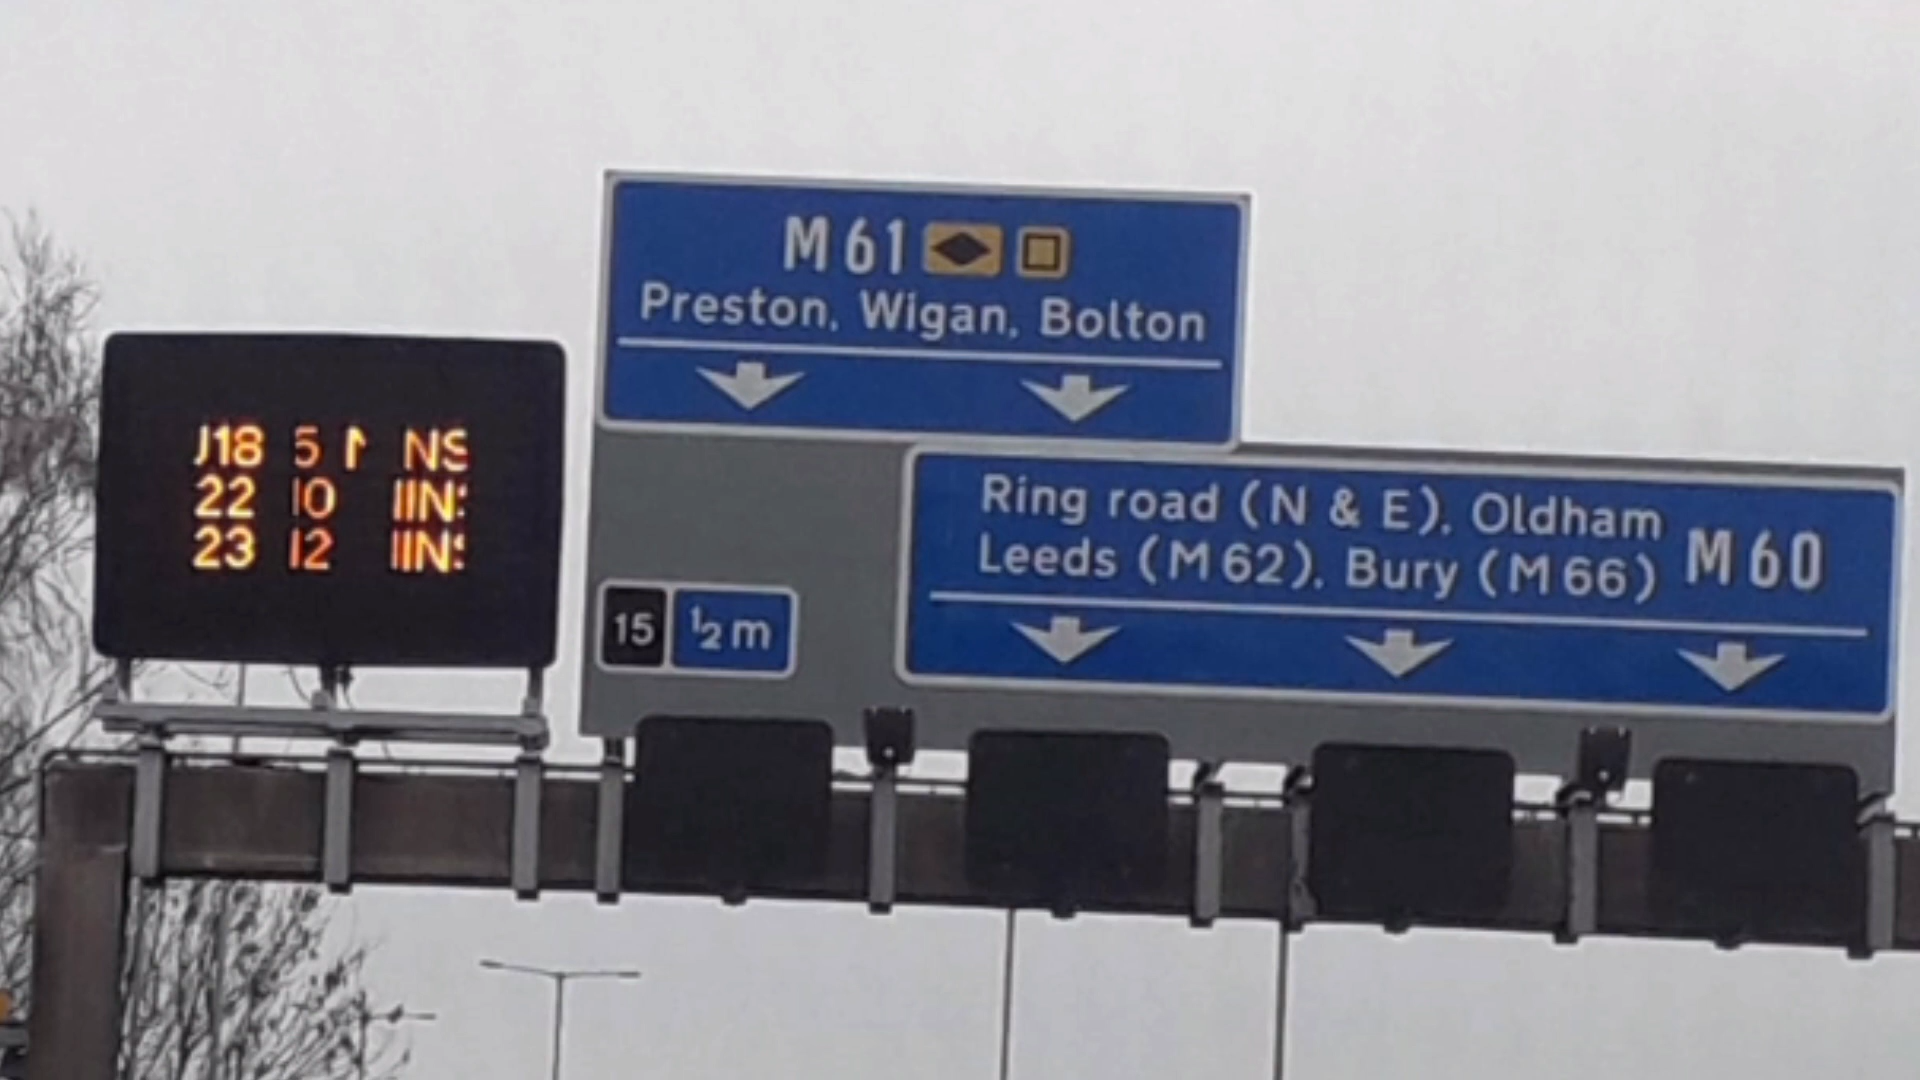 M61
Preston, Wigan, Bolton
J18 5
22 10
23 12
Ring road (N & E), Oldham
Leeds (M62), Bury (M66)
M60
15 ½ m